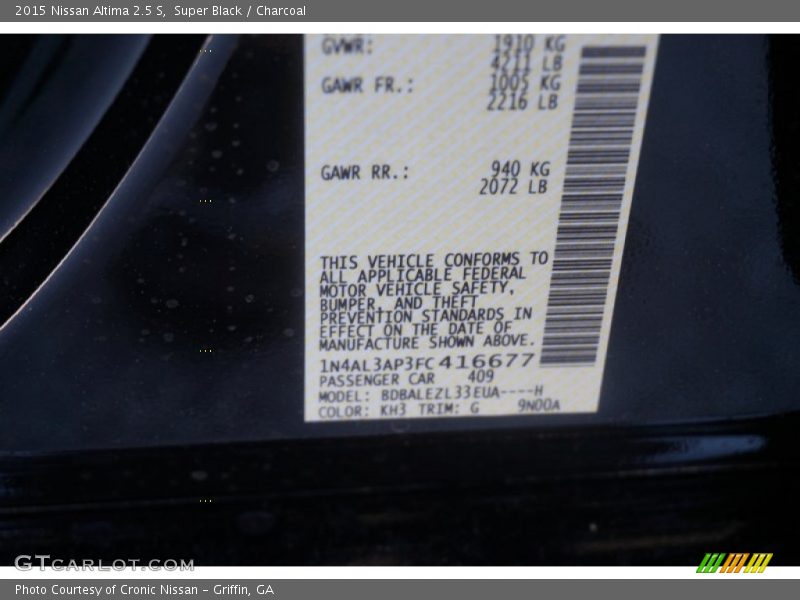 2015 Nissan Altima 2.5 S, Super Black / Charcoal
GVWR: 1910 KG
4211 LB
GAWR FR.: 1005 KG
2216 LB
GAWR RR.: 940 KG
2072 LB
THIS VEHICLE CONFORMS TO
ALL APPLICABLE FEDERAL
MOTOR VEHICLE SAFETY,
BUMPER, AND THEFT
PREVENTION STANDARDS IN
EFFECT ON THE DATE OF
MANUFACTURE SHOWN ABOVE.
1N4AL3AP3FC416677
PASSENGER CAR 409
MODEL: BDBALEZL33EUA----H
COLOR: KH3 TRIM: G 9N00A
GTCARLOT.COM
Photo Courtesy of Cronic Nissan – Griffin, GA